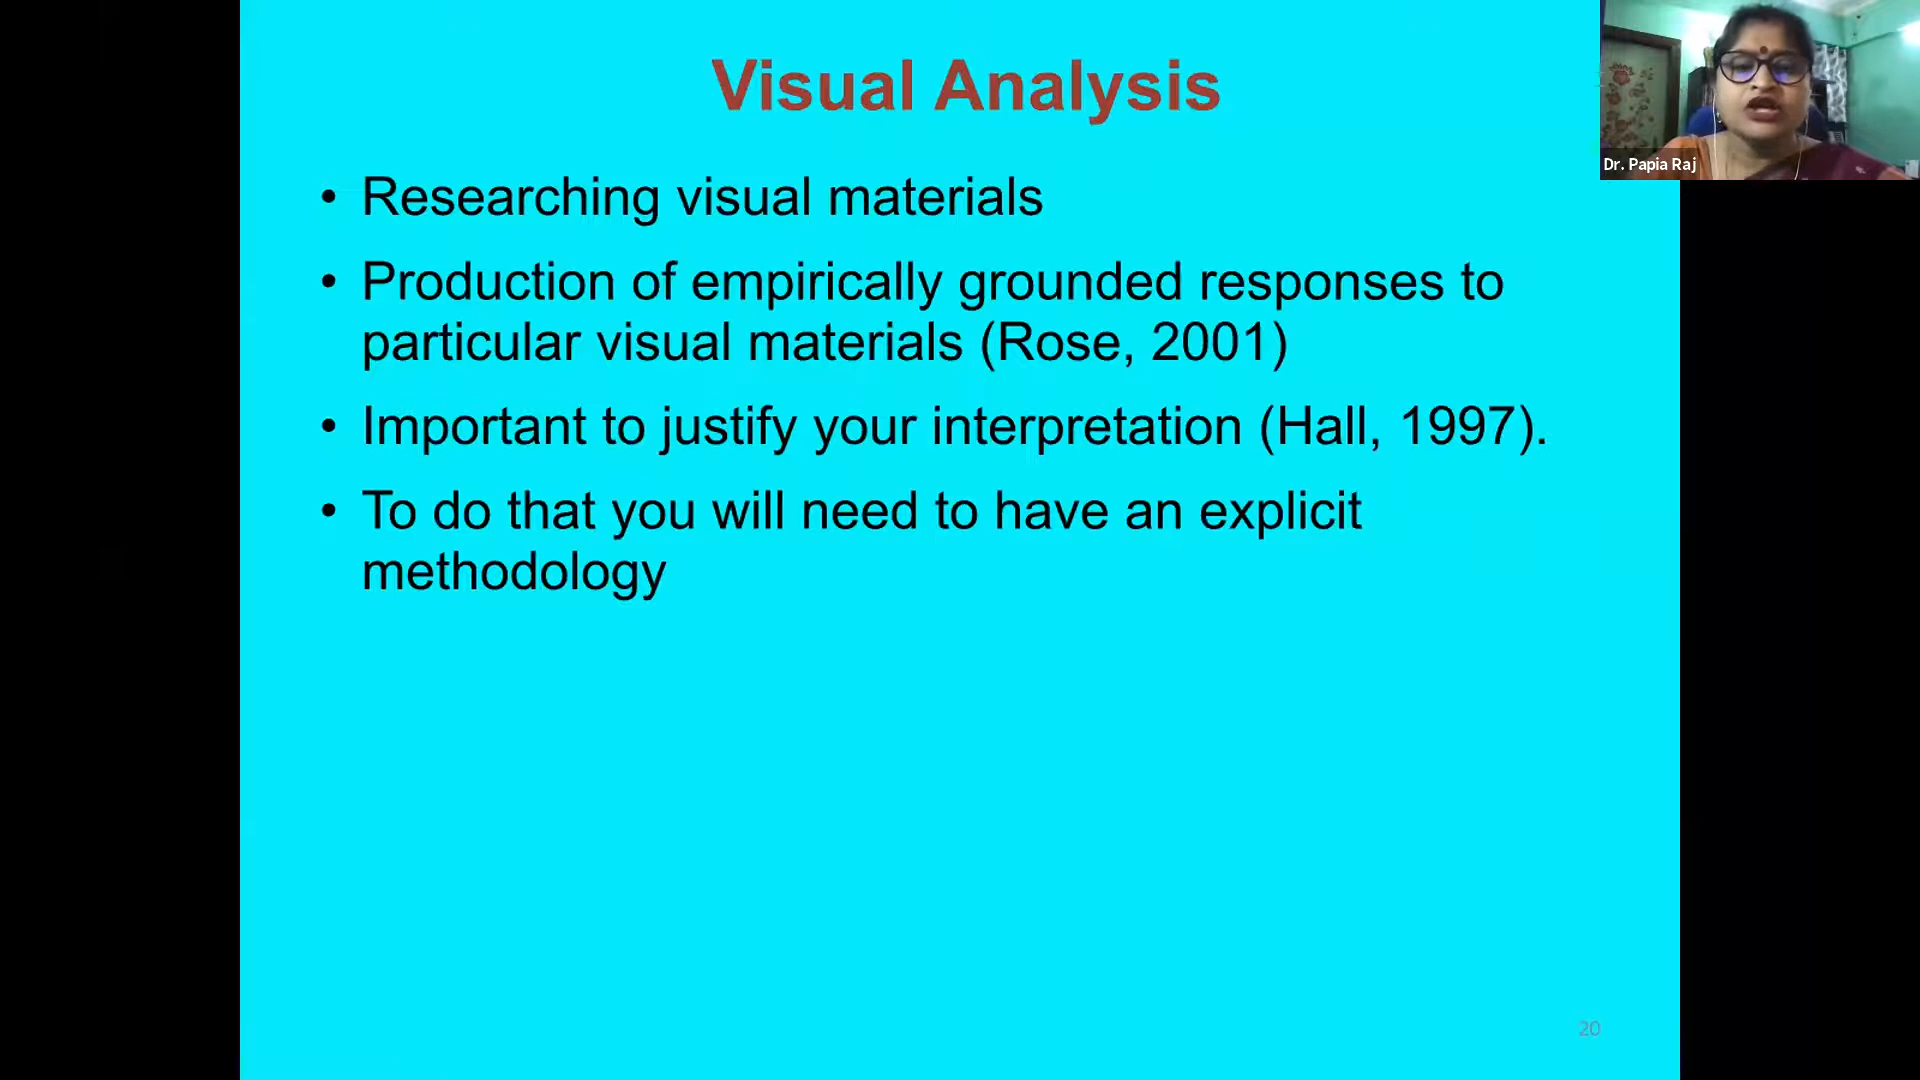 Visual Analysis
• Researching visual materials
• Production of empirically grounded responses to
particular visual materials (Rose, 2001)
• Important to justify your interpretation (Hall, 1997).
• To do that you will need to have an explicit
methodology
Dr. Papia Raj
20